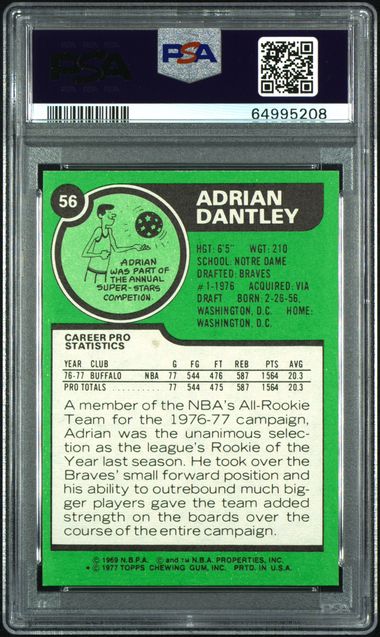 PSA
PSA
PSA
64995208
56
ADRIAN
DANTLEY
ADRIAN
WAS PART OF
THE ANNUAL
SUPER-STARS
COMPETION.
HGT: 6'5" WGT: 210
SCHOOL: NOTRE DAME
DRAFTED: BRAVES
#1-1976 ACQUIRED: VIA
DRAFT BORN: 2-28-56,
WASHINGTON, D.C. HOME:
WASHINGTON, D.C.
CAREER PRO
STATISTICS
YEAR CLUB G FG FT REB PTS AVG
76-77 BUFFALO NBA 77 544 476 587 1564 20.3
PRO TOTALS .......... 77 544 475 587 1564 20.3
A member of the NBA's All-Rookie
Team for the 1976-77 campaign,
Adrian was the unanimous selec-
tion as the league's Rookie of the
Year last season. He took over the
Braves' small forward position and
his ability to outrebound much big-
ger players gave the team added
strength on the boards over the
course of the entire campaign.
© 1969 N.B.P.A. © and ™ N.B.A. PROPERTIES, INC.
* © 1977 TOPPS CHEWING GUM, INC. PRTD. IN U.S.A.